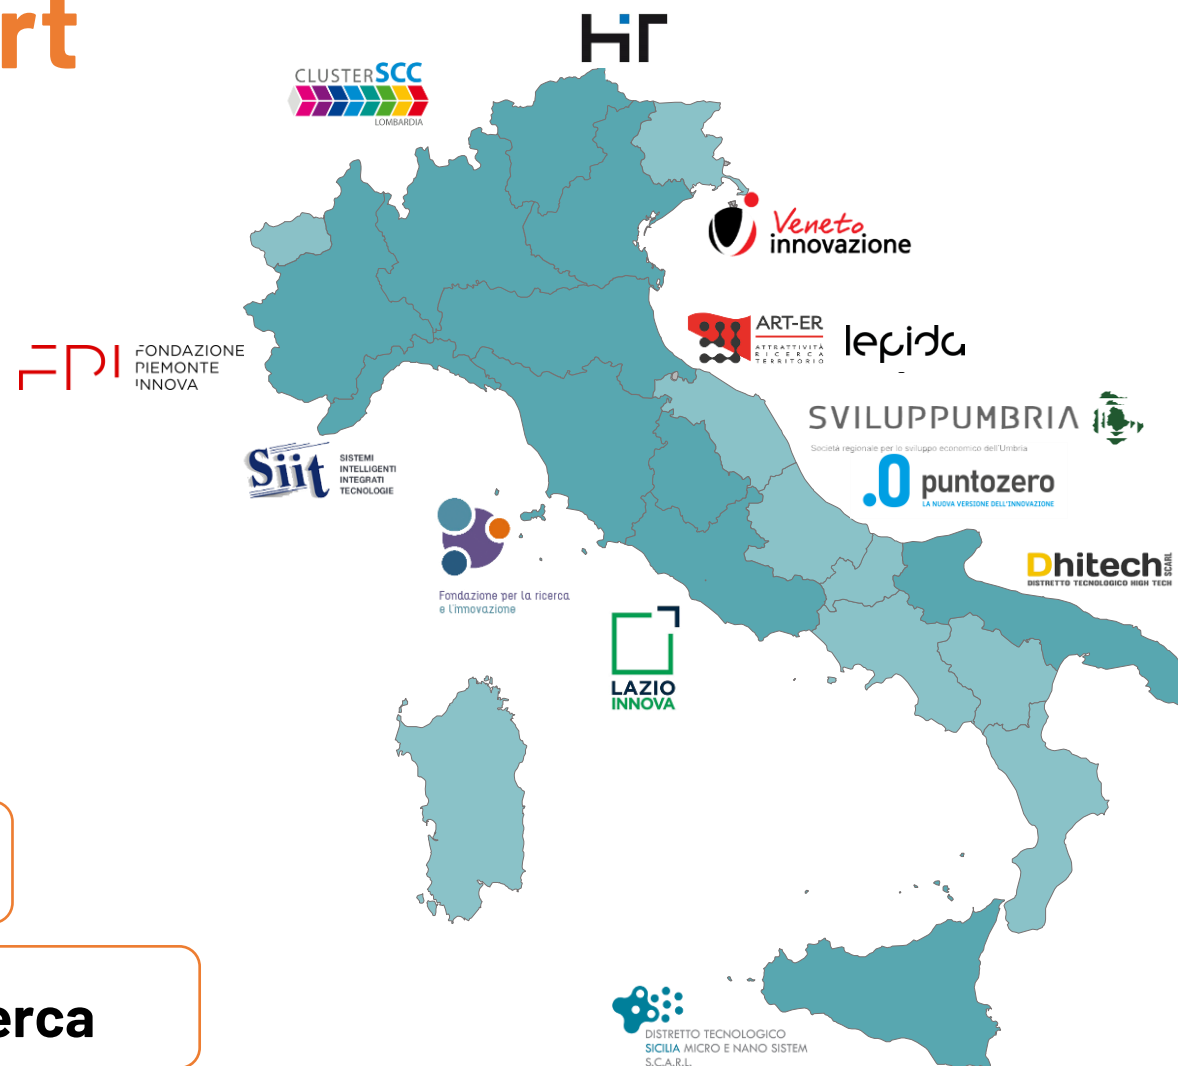 rt
HIT
CLUSTERSCC
LOMBARDIA
Veneto
innovazione
ART-ER
ATTRATTIVITÀ
RICERCA
TERRITORIO
lepida
FPI FONDAZIONE
PIEMONTE
INNOVA
SVILUPPUMBRIA
Società regionale per lo sviluppo economico dell'Umbria
.0 puntozero
LA NUOVA VERSIONE DELL'INNOVAZIONE
Siit SISTEMI
INTELLIGENTI
INTEGRATI
TECNOLOGIE
Dhitech SCARL
DISTRETTO TECNOLOGICO HIGH TECH
Fondazione per la ricerca
e l'innovazione
LAZIO
INNOVA
erca
DISTRETTO TECNOLOGICO
SICILIA MICRO E NANO SISTEM
S.C.A.R.L.